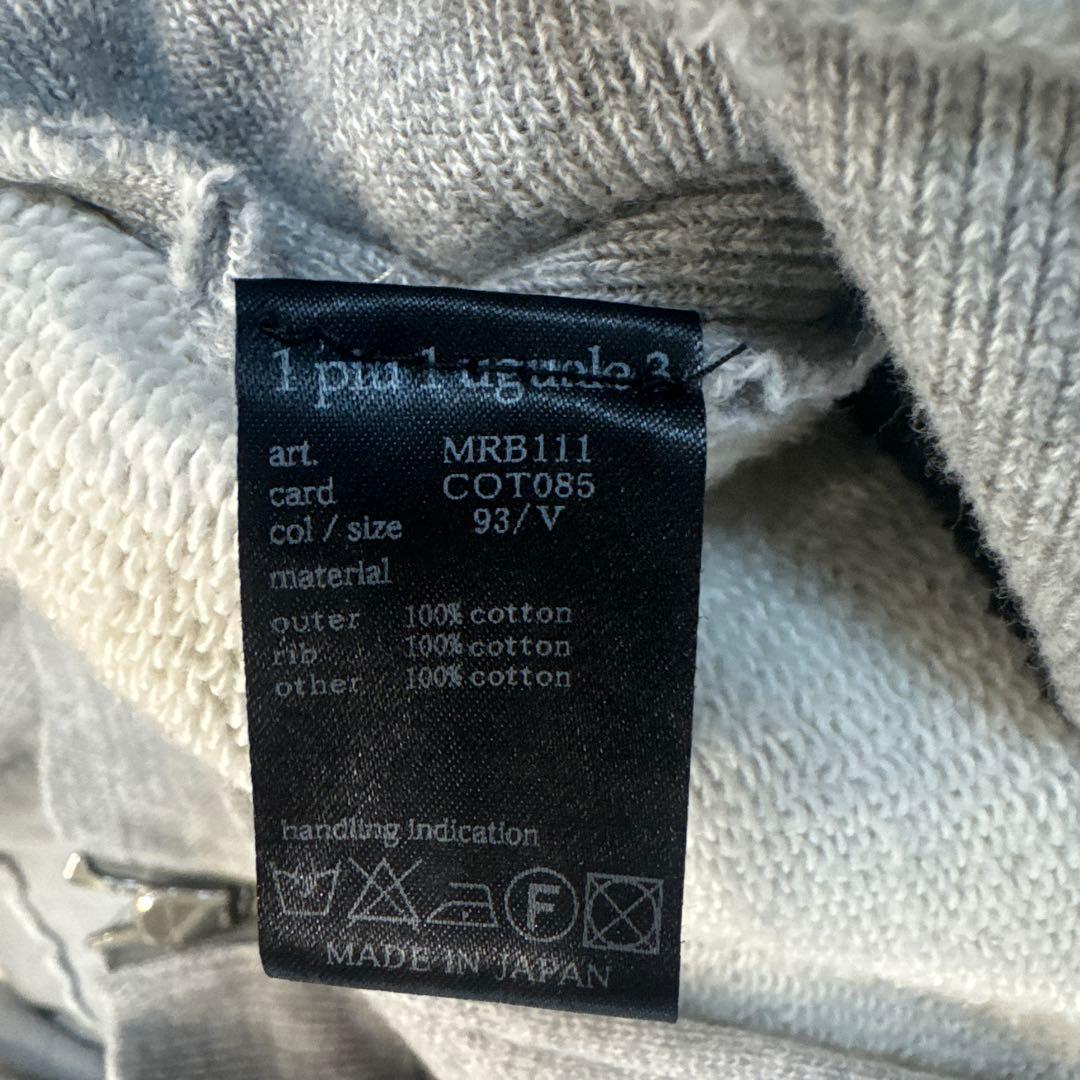 1 piu 1 uguale 3
art. MRB111
card COT085
col / size 93/V
material
outer 100% cotton
rib 100% cotton
other 100% cotton
handling indication
F
MADE IN JAPAN